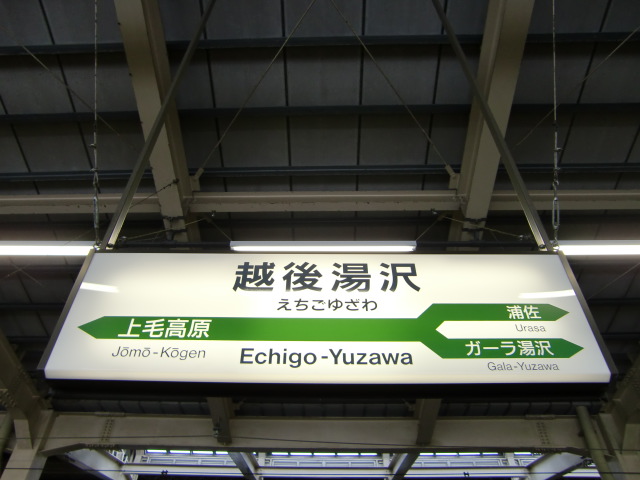 越後湯沢
えちごゆざわ
上毛高原
Jōmō-Kōgen
Echigo-Yuzawa
浦佐
Urasa
ガーラ湯沢
Gala-Yuzawa